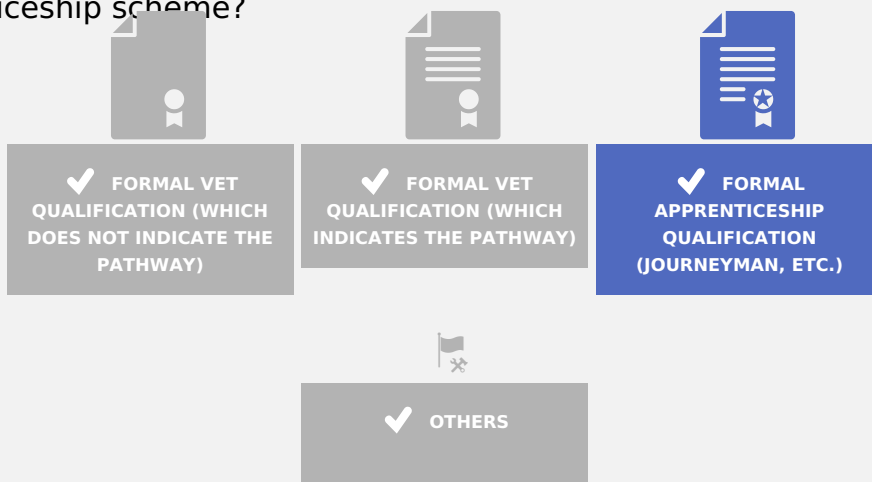 iceship scheme?
FORMAL VET
QUALIFICATION (WHICH
DOES NOT INDICATE THE
PATHWAY)
FORMAL VET
QUALIFICATION (WHICH
INDICATES THE PATHWAY)
FORMAL
APPRENTICESHIP
QUALIFICATION
(JOURNEYMAN, ETC.)
OTHERS